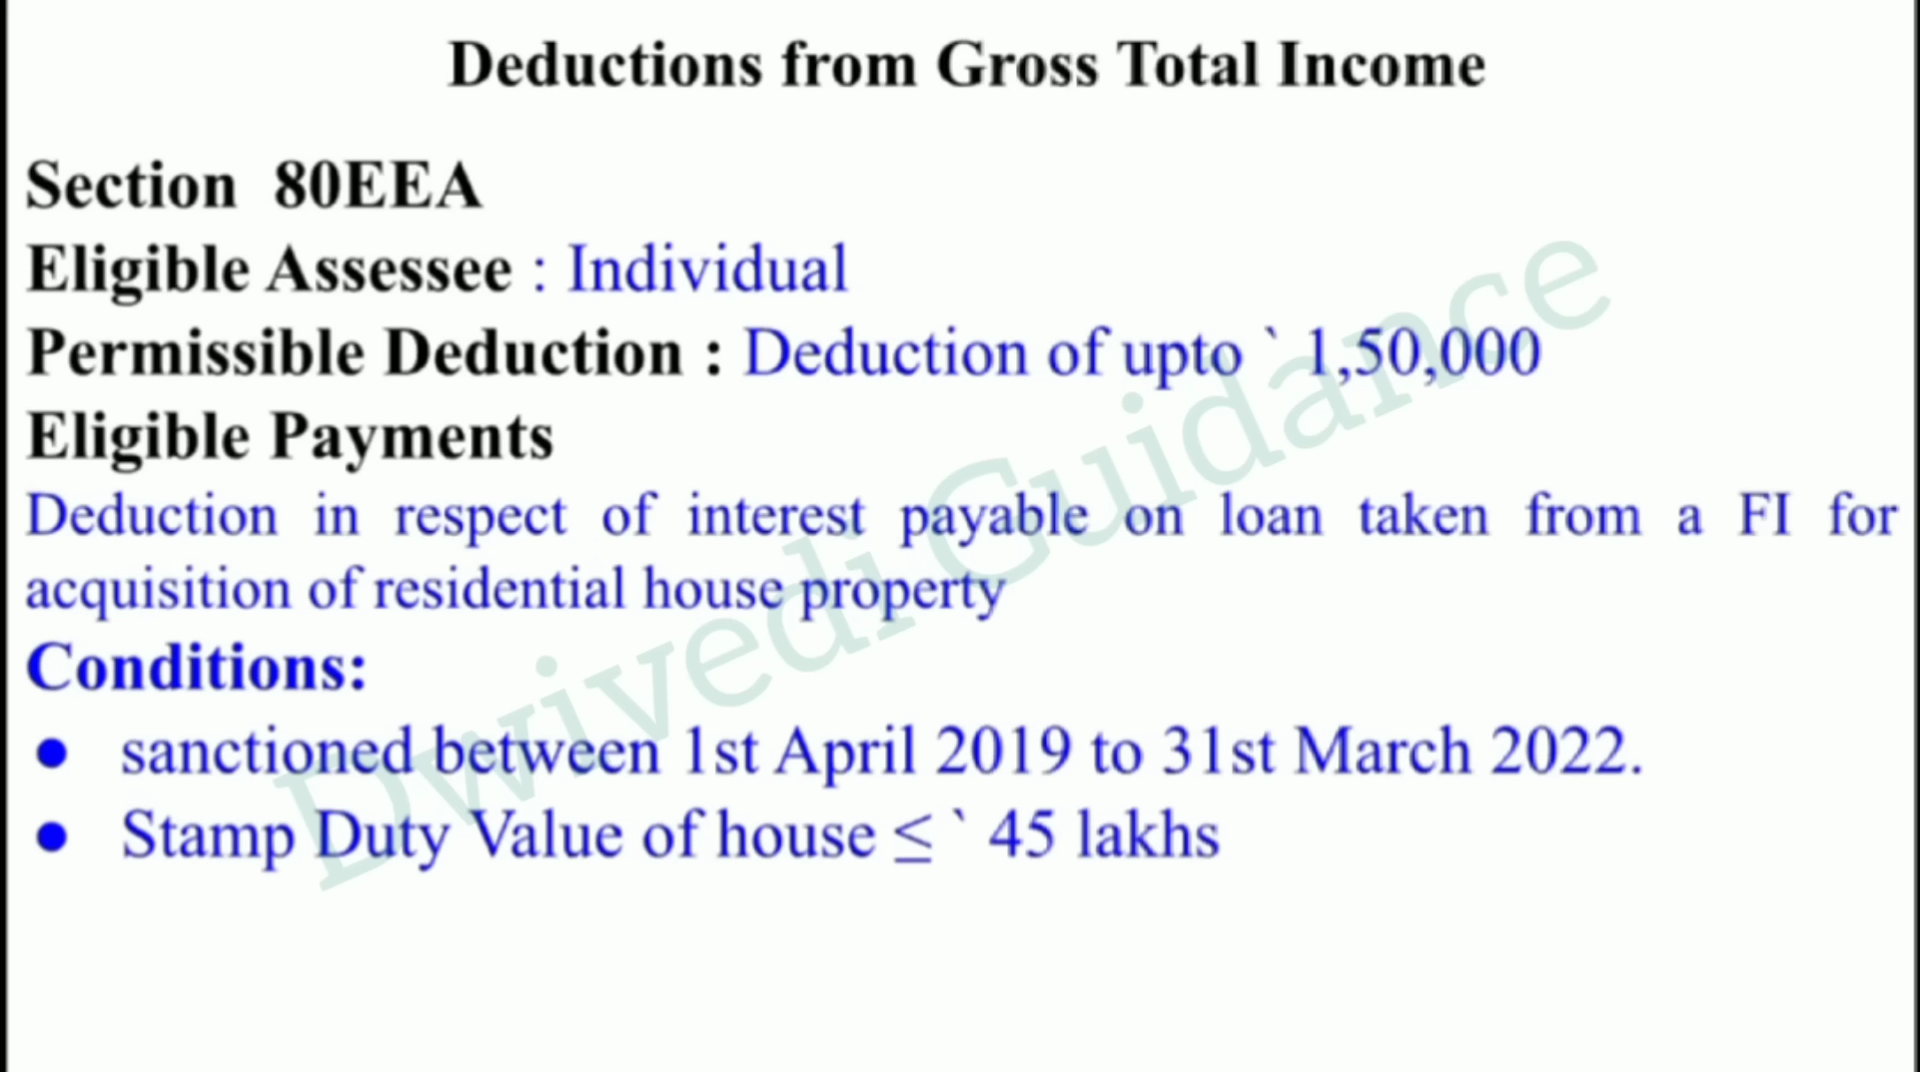 Deductions from Gross Total Income
Section 80EEA
Eligible Assessee : Individual
Permissible Deduction : Deduction of upto ` 1,50,000
Eligible Payments
Deduction in respect of interest payable on loan taken from a FI for
acquisition of residential house property
Conditions:
● sanctioned between 1st April 2019 to 31st March 2022.
● Stamp Duty Value of house ≤ ` 45 lakhs
Dwivedi Guidance